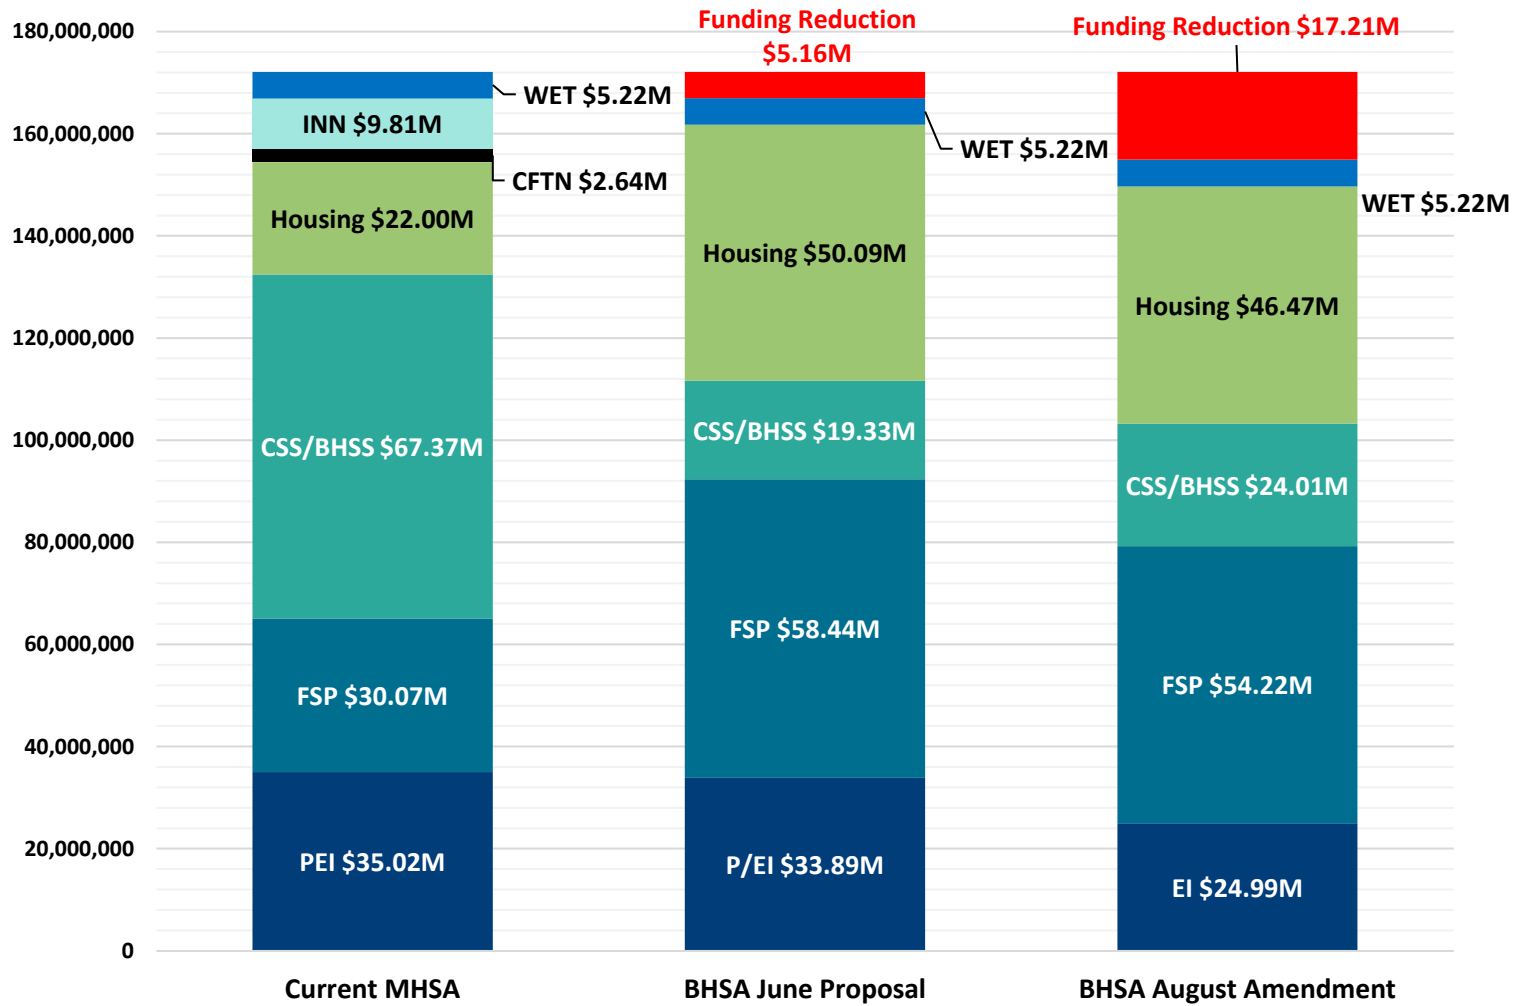 Funding Reduction
$5.16M
Funding Reduction $17.21M
180,000,000
160,000,000
140,000,000
120,000,000
100,000,000
80,000,000
60,000,000
40,000,000
20,000,000
0
WET $5.22M
INN $9.81M
CFTN $2.64M
Housing $22.00M
CSS/BHSS $67.37M
FSP $30.07M
PEI $35.02M
WET $5.22M
Housing $50.09M
CSS/BHSS $19.33M
FSP $58.44M
P/EI $33.89M
WET $5.22M
Housing $46.47M
CSS/BHSS $24.01M
FSP $54.22M
EI $24.99M
Current MHSA
BHSA June Proposal
BHSA August Amendment